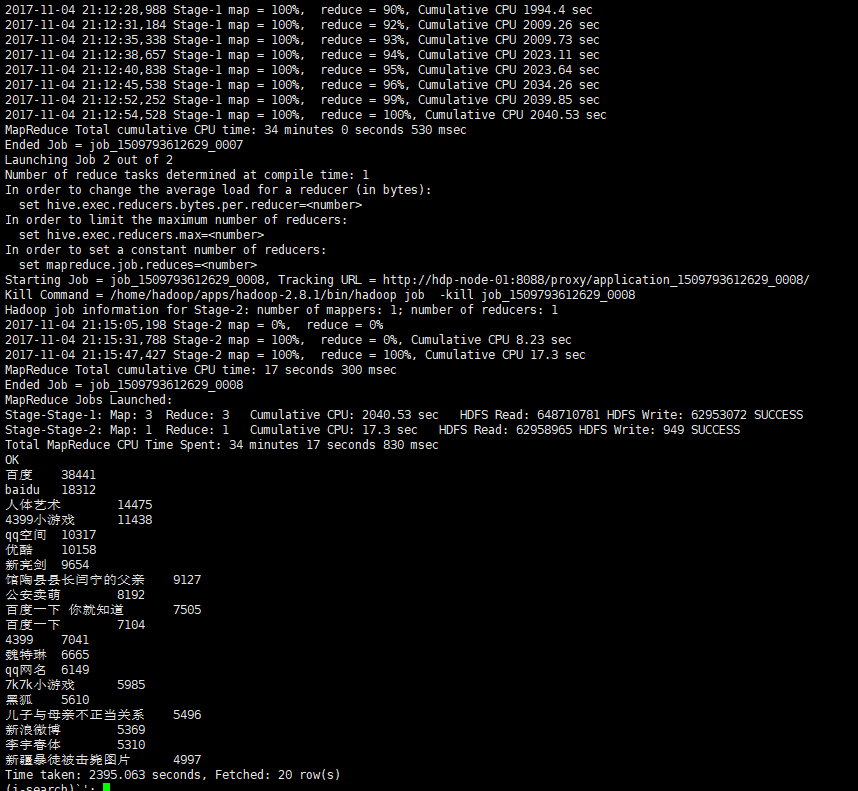 2017-11-04 21:12:28,988 Stage-1 map = 100%,  reduce = 90%, Cumulative CPU 1994.4 sec
2017-11-04 21:12:31,184 Stage-1 map = 100%,  reduce = 92%, Cumulative CPU 2009.26 sec
2017-11-04 21:12:35,338 Stage-1 map = 100%,  reduce = 93%, Cumulative CPU 2009.73 sec
2017-11-04 21:12:38,657 Stage-1 map = 100%,  reduce = 94%, Cumulative CPU 2023.11 sec
2017-11-04 21:12:40,838 Stage-1 map = 100%,  reduce = 95%, Cumulative CPU 2023.64 sec
2017-11-04 21:12:45,538 Stage-1 map = 100%,  reduce = 96%, Cumulative CPU 2034.26 sec
2017-11-04 21:12:52,252 Stage-1 map = 100%,  reduce = 99%, Cumulative CPU 2039.85 sec
2017-11-04 21:12:54,528 Stage-1 map = 100%,  reduce = 100%, Cumulative CPU 2040.53 sec
MapReduce Total cumulative CPU time: 34 minutes 0 seconds 530 msec
Ended Job = job_1509793612629_0007
Launching Job 2 out of 2
Number of reduce tasks determined at compile time: 1
In order to change the average load for a reducer (in bytes):
  set hive.exec.reducers.bytes.per.reducer=<number>
In order to limit the maximum number of reducers:
  set hive.exec.reducers.max=<number>
In order to set a constant number of reducers:
  set mapreduce.job.reduces=<number>
Starting Job = job_1509793612629_0008, Tracking URL = http://hdp-node-01:8088/proxy/application_1509793612629_0008/
Kill Command = /home/hadoop/apps/hadoop-2.8.1/bin/hadoop job  -kill job_1509793612629_0008
Hadoop job information for Stage-2: number of mappers: 1; number of reducers: 1
2017-11-04 21:15:05,198 Stage-2 map = 0%,  reduce = 0%
2017-11-04 21:15:31,788 Stage-2 map = 100%,  reduce = 0%, Cumulative CPU 8.23 sec
2017-11-04 21:15:47,427 Stage-2 map = 100%,  reduce = 100%, Cumulative CPU 17.3 sec
MapReduce Total cumulative CPU time: 17 seconds 300 msec
Ended Job = job_1509793612629_0008
MapReduce Jobs Launched:
Stage-Stage-1: Map: 3  Reduce: 3   Cumulative CPU: 2040.53 sec   HDFS Read: 648710781 HDFS Write: 62953072 SUCCESS
Stage-Stage-2: Map: 1  Reduce: 1   Cumulative CPU: 17.3 sec   HDFS Read: 62958965 HDFS Write: 949 SUCCESS
Total MapReduce CPU Time Spent: 34 minutes 17 seconds 830 msec
OK
百度	38441
baidu	18312
人体艺术	14475
4399小游戏	11438
qq空间	10317
优酷	10158
新亮剑	9654
馆陶县县长闫宁的父亲	9127
公安卖萌	8192
百度一下 你就知道	7505
百度一下	7104
4399	7041
魏特琳	6665
qq网名	6149
7k7k小游戏	5985
黑狐	5610
儿子与母亲不正当关系	5496
新浪微博	5369
李宇春体	5310
新疆暴徒被击毙图片	4997
Time taken: 2395.063 seconds, Fetched: 20 row(s)
(i-search)`':